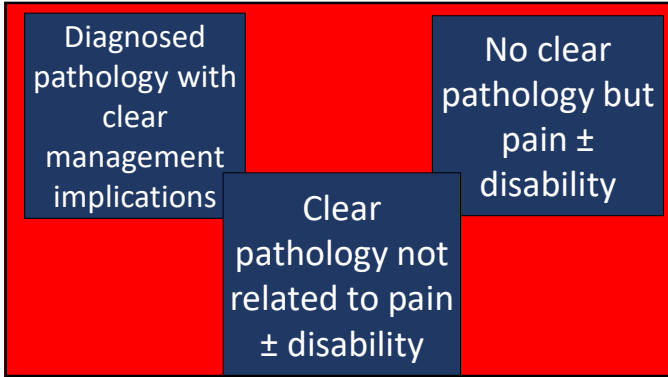 Diagnosed
pathology with
clear
management
implications
No clear
pathology but
pain ±
disability
Clear
pathology not
related to pain
± disability